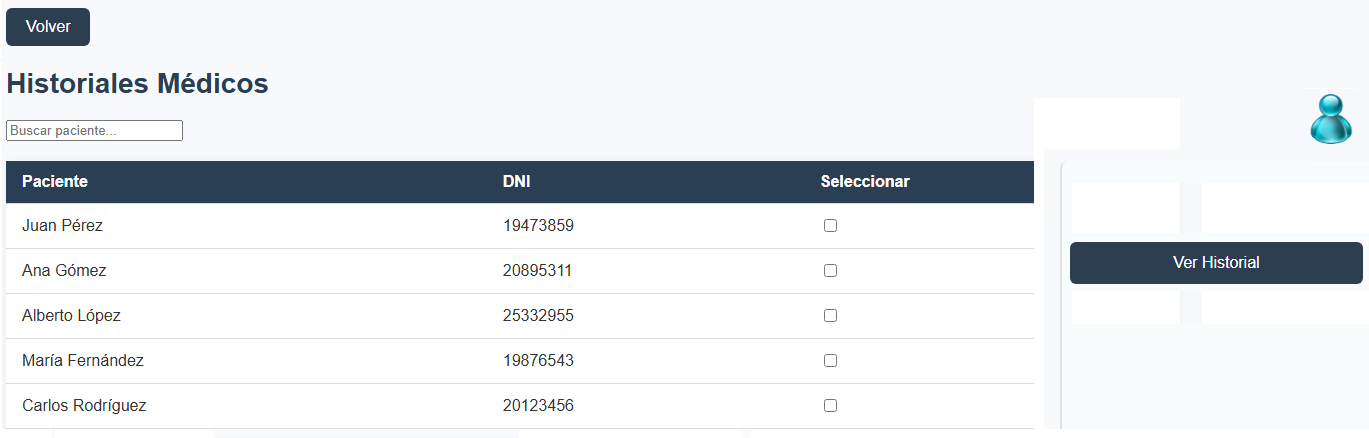 Volver
Historiales Médicos
Buscar paciente...
Paciente DNI Seleccionar
Juan Pérez 19473859
Ana Gómez 20895311
Ver Historial
Alberto López 25332955
María Fernández 19876543
Carlos Rodríguez 20123456